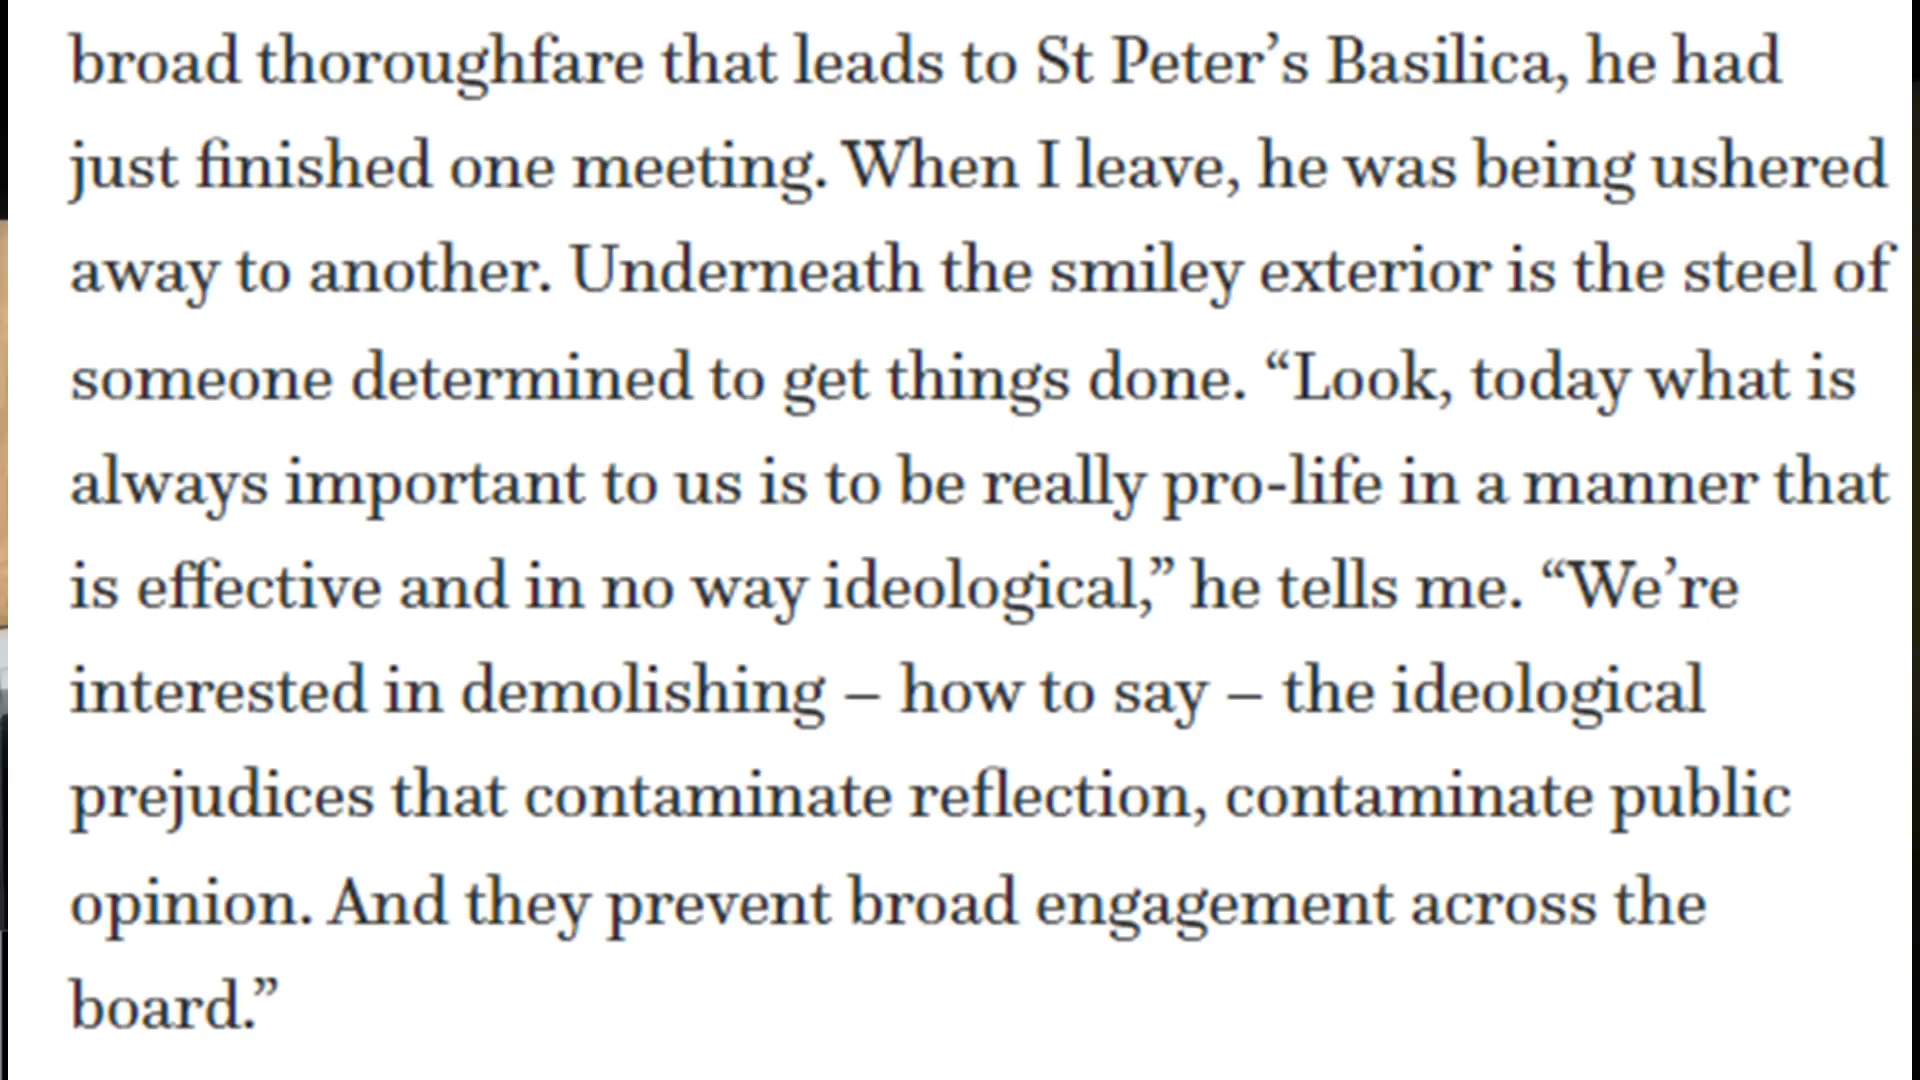 broad thoroughfare that leads to St Peter’s Basilica, he had
just finished one meeting. When I leave, he was being ushered
away to another. Underneath the smiley exterior is the steel of
someone determined to get things done. “Look, today what is
always important to us is to be really pro-life in a manner that
is effective and in no way ideological,” he tells me. “We’re
interested in demolishing – how to say – the ideological
prejudices that contaminate reflection, contaminate public
opinion. And they prevent broad engagement across the
board.”